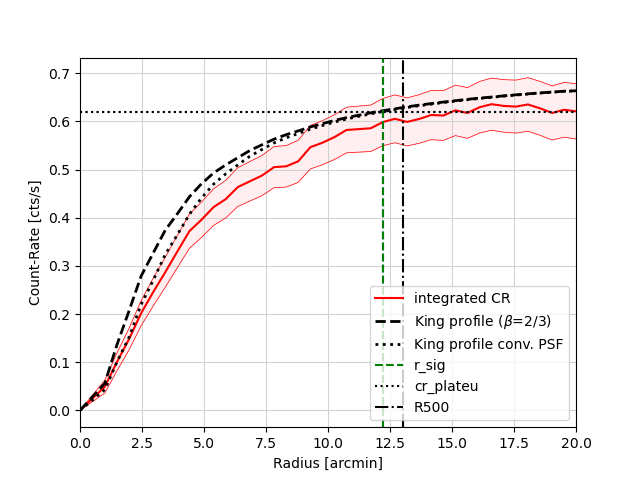 0.7
0.6
0.5
0.4
0.3
0.2
0.1
0.0
Count-Rate [cts/s]
integrated CR
King profile (β=2/3)
King profile conv. PSF
r_sig
cr_plateu
R500
0.0 2.5 5.0 7.5 10.0 12.5 15.0 17.5 20.0
Radius [arcmin]